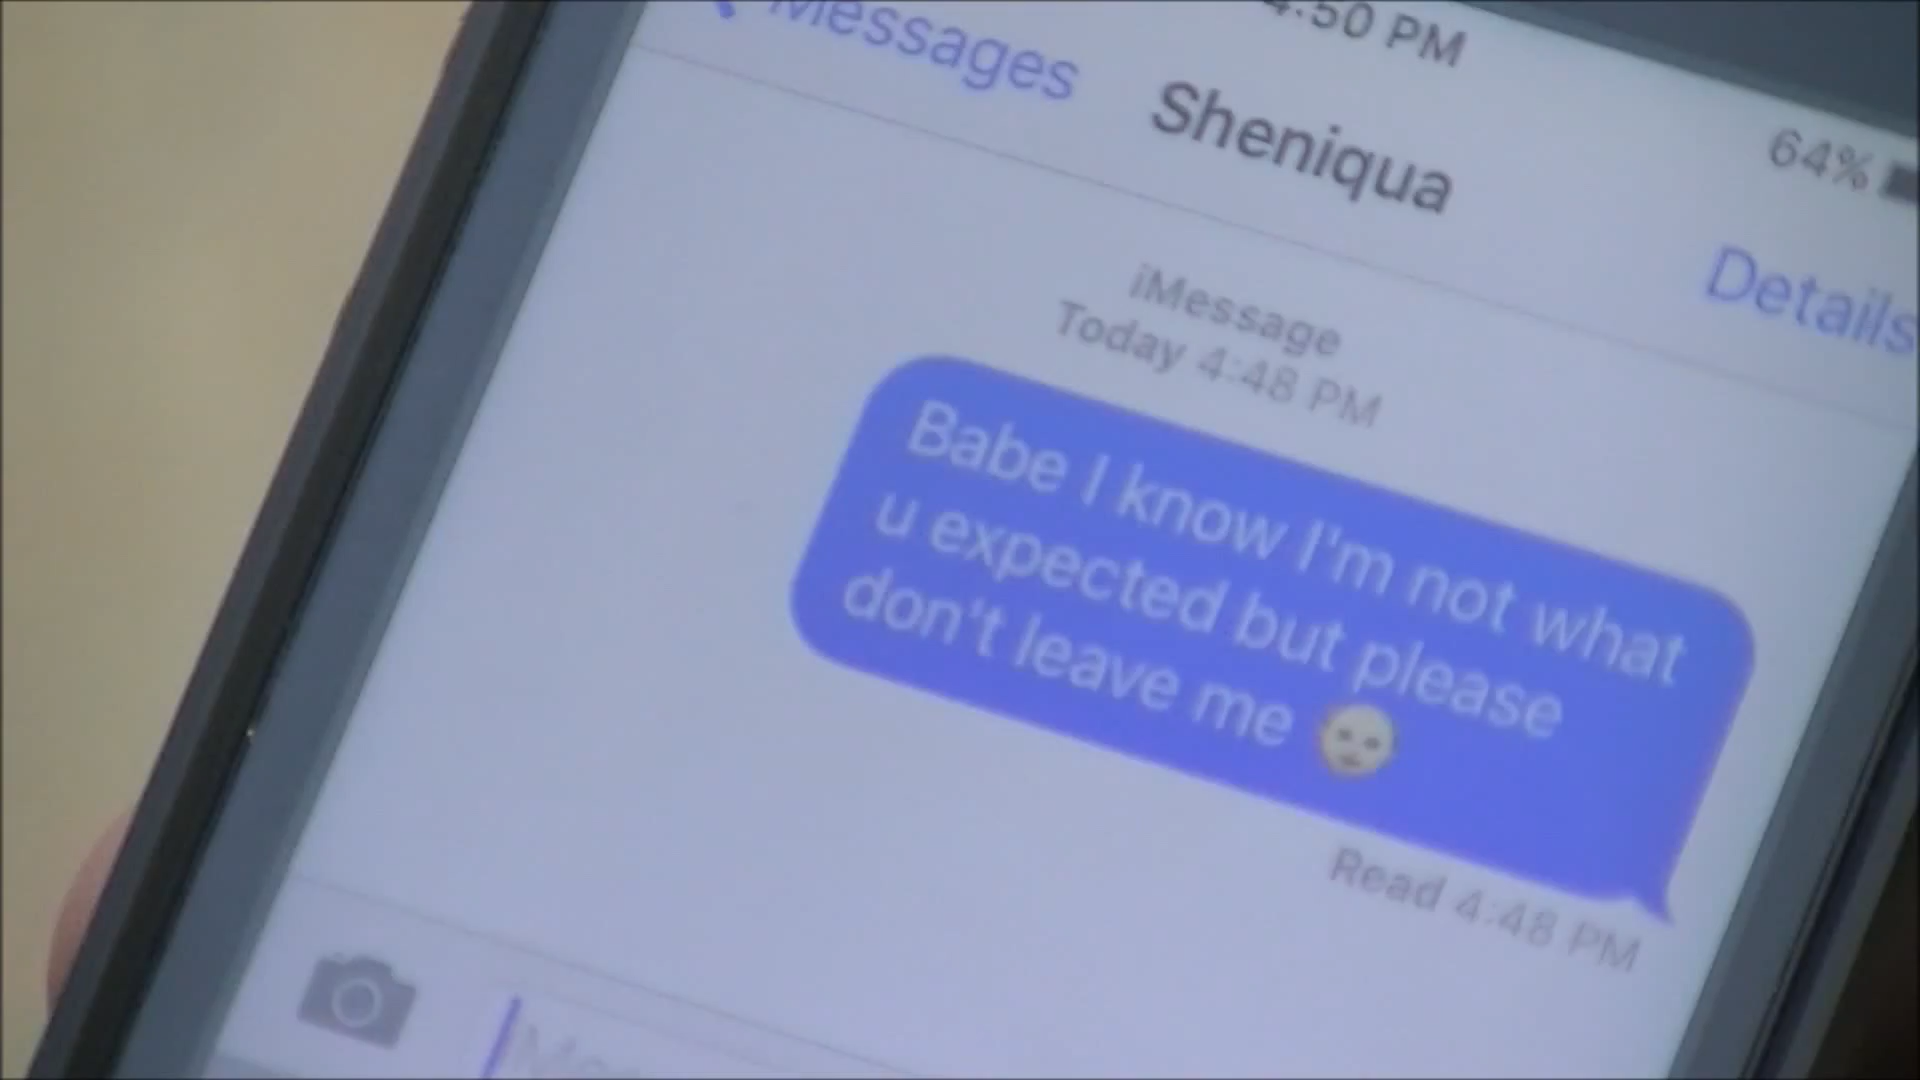 4:50 PM
64%
Messages
Sheniqua
Details
iMessage
Today 4:48 PM
Babe I know I'm not what
u expected but please
don't leave me
Read 4:48 PM